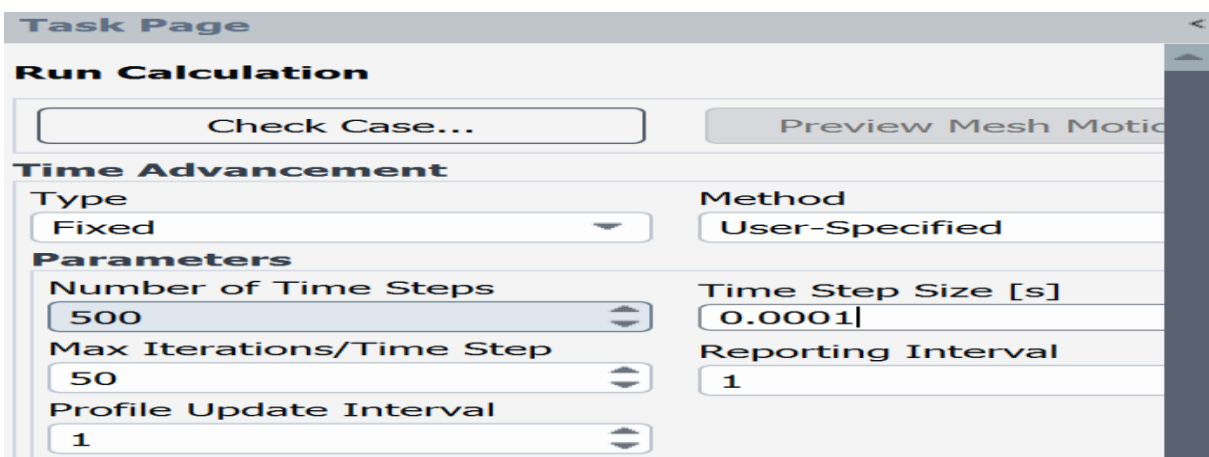 Task Page
Run Calculation
Check Case...
Preview Mesh Motio
Time Advancement
Type
Method
Fixed
User-Specified
Parameters
Number of Time Steps
Time Step Size [s]
500
0.0001
Max Iterations/Time Step
Reporting Interval
50
1
Profile Update Interval
1